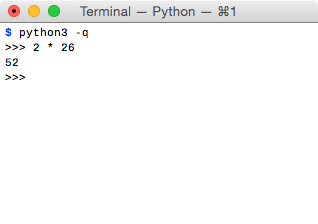 Terminal — Python — ⌘1
$ python3 -q
>>> 2 * 26
52
>>>